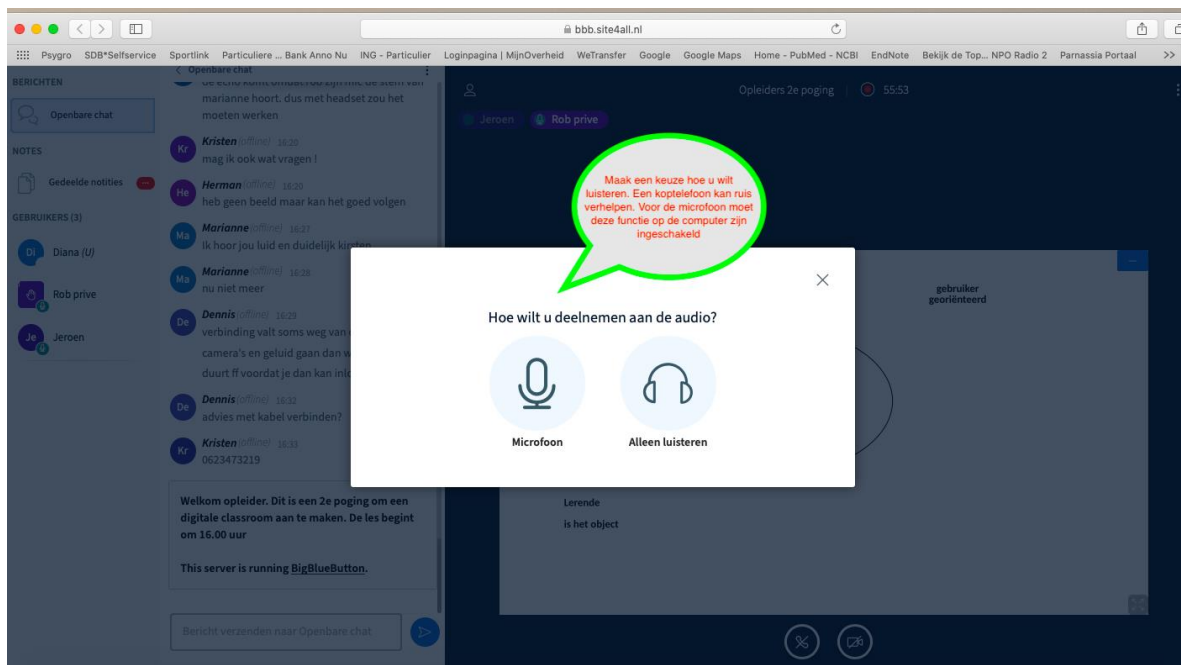 bbb.site4all.nl
Psygro SDB*Selfservice Sportlink Particuliere ... Bank Anno Nu ING - Particulier Loginpagina | MijnOverheid WeTransfer Google Google Maps Home - PubMed - NCBI EndNote Bekijk de Top... NPO Radio 2 Parnassia Portaal >>
BERICHTEN
Openbare chat
NOTES
Gedeelde notities
GEBRUIKERS (3)
Di Diana (U)
Rob prive
Je Jeroen
< Openbare chat
marianne hoort. dus met headset zou het
moeten werken
Kr Kristen (offline) 16:20
mag ik ook wat vragen !
He Herman (offline) 16:20
heb geen beeld maar kan het goed volgen
Ma Marianne (offline) 16:27
Ik hoor jou luid en duidelijk
Ma Marianne (offline) 16:28
nu niet meer
De Dennis (offline) 16:29
verbinding valt soms weg van
camera's en geluid gaan dan
duurt ff voordat je dan kan
De Dennis (offline) 16:32
advies met kabel verbinden?
Kr Kristen (offline) 16:33
0623473219
Welkom opleider. Dit is een 2e poging om een
digitale classroom aan te maken. De les begint
om 16.00 uur
This server is running BigBlueButton.
Bericht verzenden naar Openbare chat
Opleiders 2e poging 55:53
Jeroen Rob prive
Maak een keuze hoe u wilt
luisteren. Een koptelefoon kan ruis
verhelpen. Voor de microfoon moet
deze functie op de computer zijn
ingeschakeld
Hoe wilt u deelnemen aan de audio?
Microfoon Alleen luisteren
gebruiker
georiënteerd
Lerende
is het object